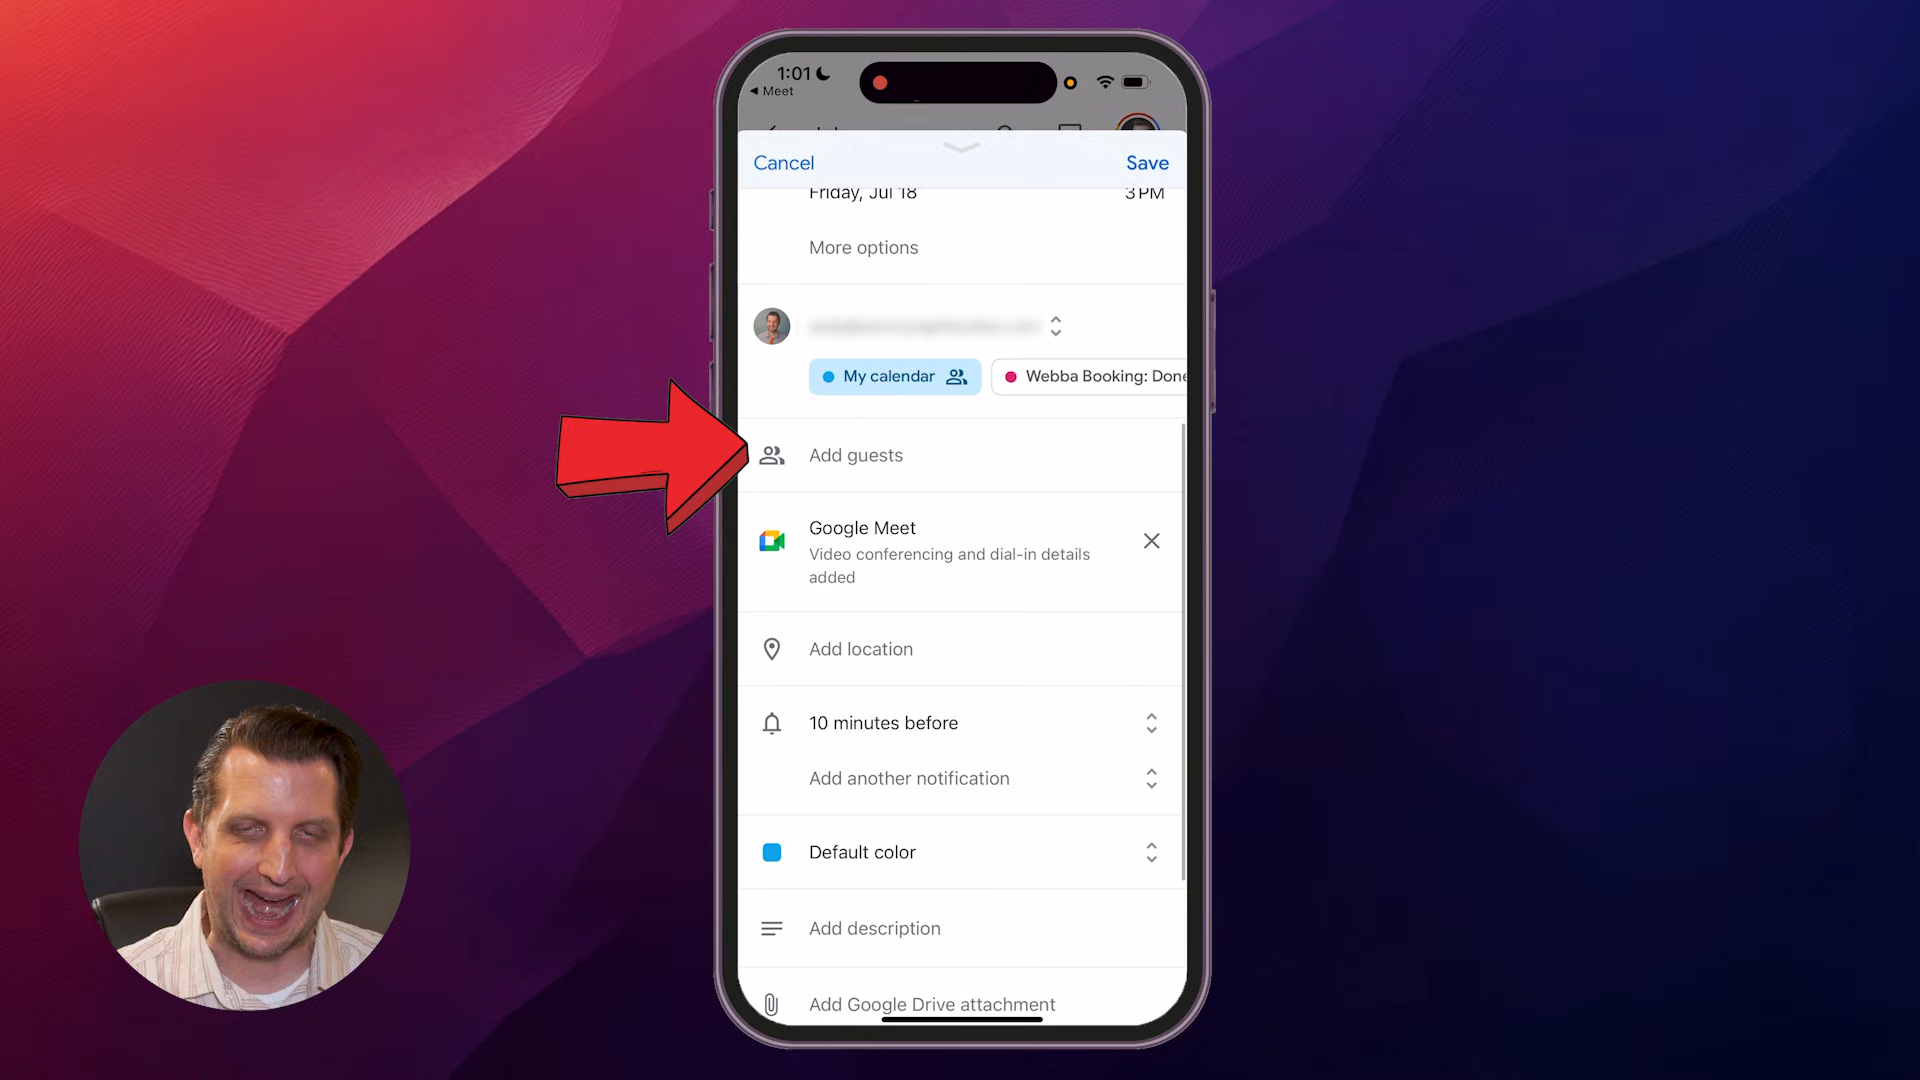 1:01
◀ Meet
Cancel
Save
Friday, Jul 18
3 PM
More options
My calendar
Webba Booking: Done
Add guests
Google Meet
Video conferencing and dial-in details
added
Add location
10 minutes before
Add another notification
Default color
Add description
Add Google Drive attachment